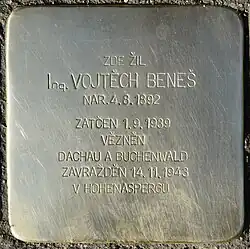 ZDE ŽIL
Ing. VOJTĚCH BENEŠ
NAR. 4. 8. 1892
ZATČEN 1. 9. 1939
VĚZNĚN
DACHAU A BUCHENWALD
ZAVRAŽDĚN 14. 11. 1943
V HOHENASPERGU